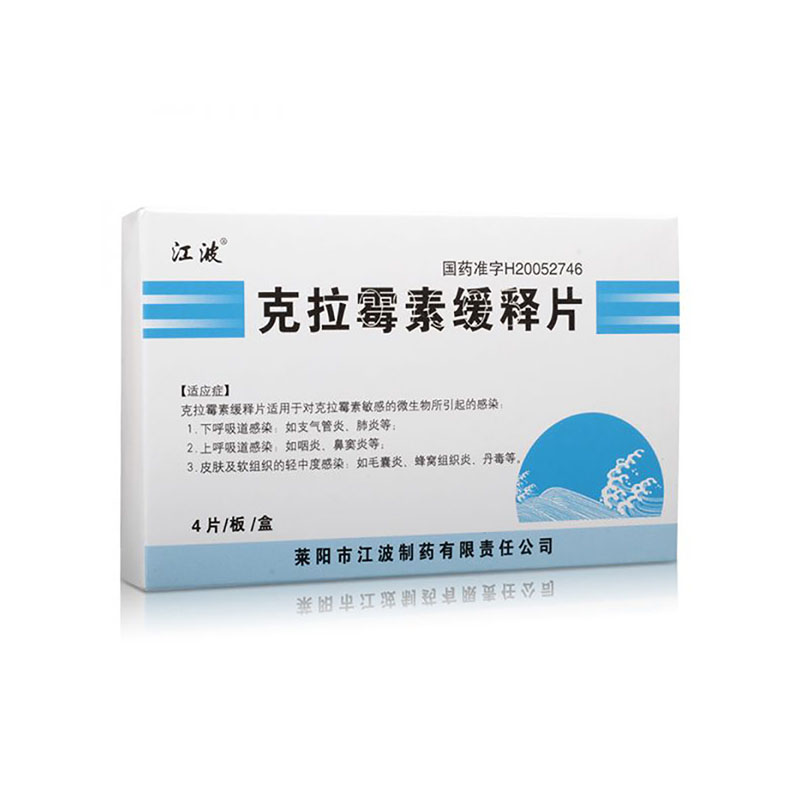 江波®
国药准字H20052746
克拉霉素缓释片
【适应症】
克拉霉素缓释片适用于对克拉霉素敏感的微生物所引起的感染：
1.下呼吸道感染：如支气管炎、肺炎等；
2.上呼吸道感染：如咽炎、鼻窦炎等；
3.皮肤及软组织的轻中度感染：如毛囊炎、蜂窝组织炎、丹毒等。
4片/板/盒
莱阳市江波制药有限责任公司